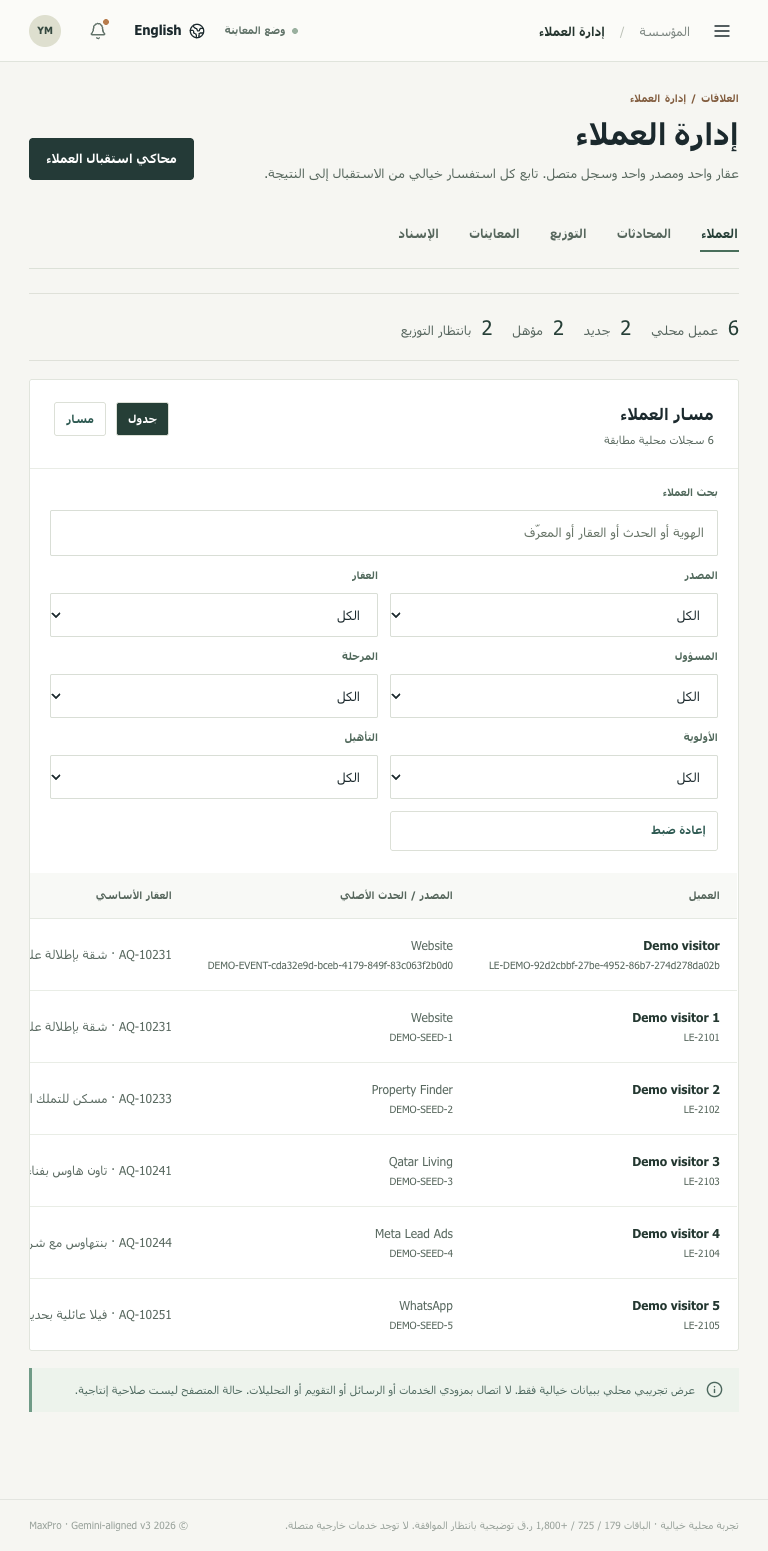 المؤسسة / إدارة العملاء
وضع المعاينة
English
YM
العلاقات / إدارة العملاء
إدارة العملاء
عقار واحد ومصدر واحد وسجل متصل. تابع كل استفسار خيالي من الاستقبال إلى النتيجة.
محاكي استقبال العملاء
العملاء المحادثات التوزيع المعاينات الإسناد
6 عميل محلي 2 جديد 2 مؤهل 2 بانتظار التوزيع
مسار العملاء
6 سجلات محلية مطابقة
جدول مسار
بحث العملاء
الهوية أو الحدث أو العقار أو المعرّف
المصدر العقار
الكل الكل
المسؤول المرحلة
الكل الكل
الأولوية التأهيل
الكل الكل
إعادة ضبط
العميل المصدر / الحدث الأصلي العقار الأساسي
Demo visitor Website
LE-DEMO-92d2cbbf-27be-4952-86b7-274d278da02b DEMO-EVENT-cda32e9d-bceb-4179-849f-83c063f2b0d0
AQ-10231 · شقة بإطلالة
Demo visitor 1 Website
LE-2101 DEMO-SEED-1
AQ-10231 · شقة بإطلالة
Demo visitor 2 Property Finder
LE-2102 DEMO-SEED-2
AQ-10233 · مسكن للتملك
Demo visitor 3 Qatar Living
LE-2103 DEMO-SEED-3
AQ-10241 · تاون هاوس
Demo visitor 4 Meta Lead Ads
LE-2104 DEMO-SEED-4
AQ-10244 · بنتهاوس مع
Demo visitor 5 WhatsApp
LE-2105 DEMO-SEED-5
AQ-10251 · فيلا عائلية
عرض تجريبي محلي ببيانات خيالية فقط. لا اتصال بمزودي الخدمات أو الرسائل أو التقويم أو التحليلات. حالة المتصفح ليست صلاحية إنتاجية.
تجربة محلية خيالية · الباقات 179 / 725 / +1,800 ر.ق توضيحية بانتظار الموافقة. لا توجد خدمات خارجية متصلة.
© 2026 MaxPro · Gemini-aligned v3